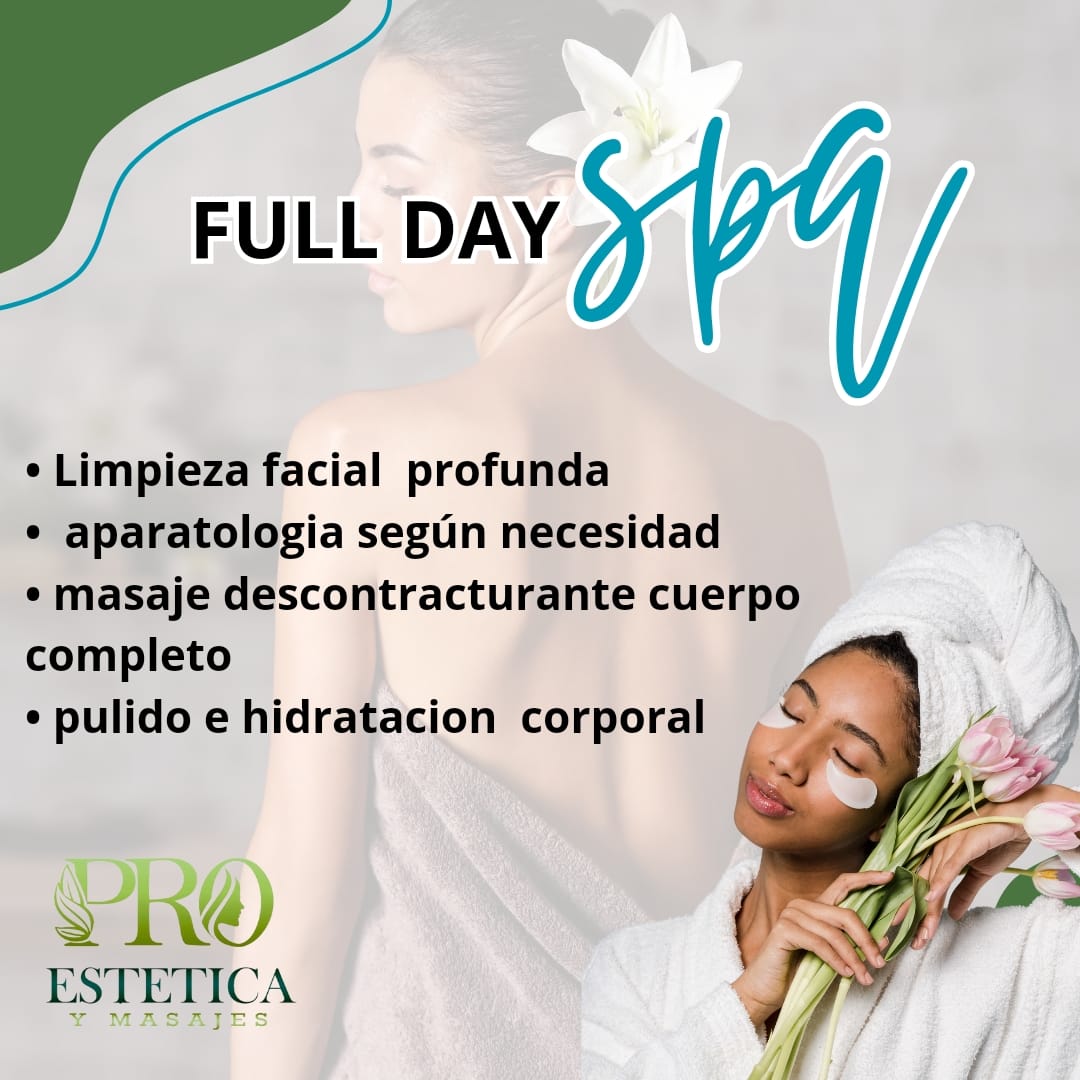 FULL DAY spa
• Limpieza facial profunda
• aparatologia según necesidad
• masaje descontracturante cuerpo
completo
• pulido e hidratacion corporal
PRO
ESTETICA
Y MASAJES